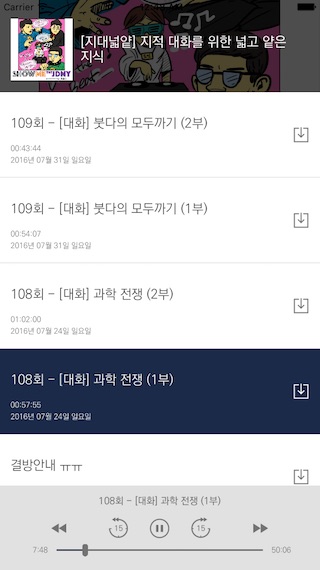 Carrier
SHOW ME THE JDNY
[지대넓얕] 지적 대화를 위한 넓고 얕은
지식
109회 – [대화] 붓다의 모두까기 (2부)
00:43:44
2016년 07월 31일 일요일
109회 – [대화] 붓다의 모두까기 (1부)
00:54:07
2016년 07월 31일 일요일
108회 – [대화] 과학 전쟁 (2부)
01:02:00
2016년 07월 24일 일요일
108회 – [대화] 과학 전쟁 (1부)
00:57:55
2016년 07월 24일 일요일
결방안내 ㅠㅠ
108회 – [대화] 과학 전쟁 (1부)
15
15
7:48
50:06